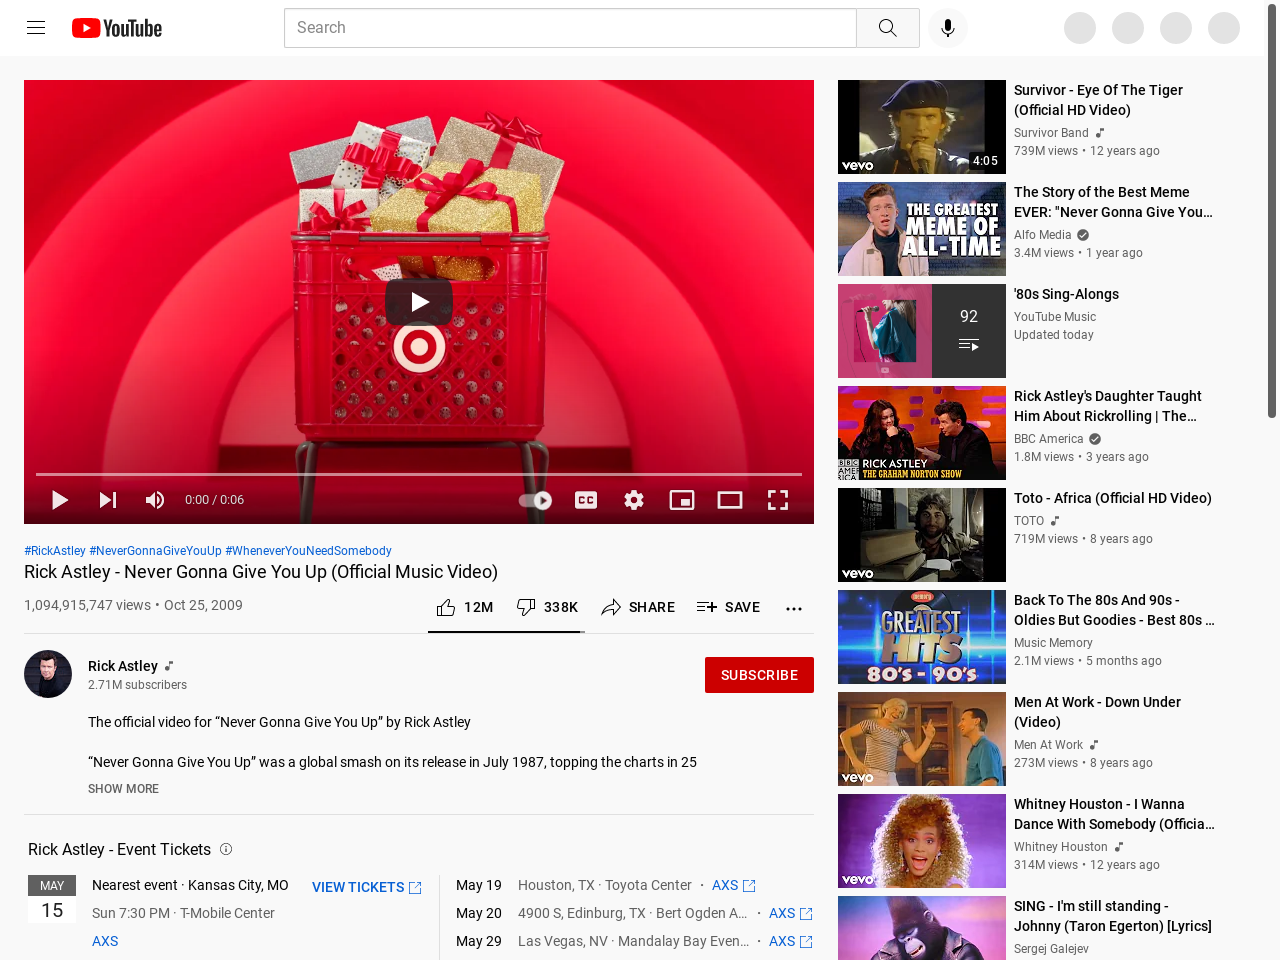 YouTube
Search
0:00 / 0:06
CC
#RickAstley #NeverGonnaGiveYouUp #WheneverYouNeedSomebody
Rick Astley - Never Gonna Give You Up (Official Music Video)
1,094,915,747 views • Oct 25, 2009
12M
338K
SHARE
SAVE
Rick Astley
2.71M subscribers
SUBSCRIBE
The official video for “Never Gonna Give You Up” by Rick Astley
“Never Gonna Give You Up” was a global smash on its release in July 1987, topping the charts in 25
SHOW MORE
Rick Astley - Event Tickets
MAY
15
Nearest event · Kansas City, MO
VIEW TICKETS
Sun 7:30 PM · T-Mobile Center
AXS
May 19 Houston, TX · Toyota Center · AXS
May 20 4900 S, Edinburg, TX · Bert Ogden A... · AXS
May 29 Las Vegas, NV · Mandalay Bay Even... · AXS
vevo
4:05
Survivor - Eye Of The Tiger
(Official HD Video)
Survivor Band
739M views • 12 years ago
THE GREATEST
MEME OF
ALL-TIME
The Story of the Best Meme
EVER: "Never Gonna Give You...
Alfo Media
3.4M views • 1 year ago
92
'80s Sing-Alongs
YouTube Music
Updated today
BBC
AMERICA
RICK ASTLEY
THE GRAHAM NORTON SHOW
Rick Astley's Daughter Taught
Him About Rickrolling | The...
BBC America
1.8M views • 3 years ago
vevo
Toto - Africa (Official HD Video)
TOTO
719M views • 8 years ago
GREATEST
HITS
80's - 90's
Back To The 80s And 90s -
Oldies But Goodies - Best 80s ...
Music Memory
2.1M views • 5 months ago
vevo
Men At Work - Down Under
(Video)
Men At Work
273M views • 8 years ago
vevo
Whitney Houston - I Wanna
Dance With Somebody (Officia...
Whitney Houston
314M views • 12 years ago
SING - I'm still standing -
Johnny (Taron Egerton) [Lyrics]
Sergej Galejev